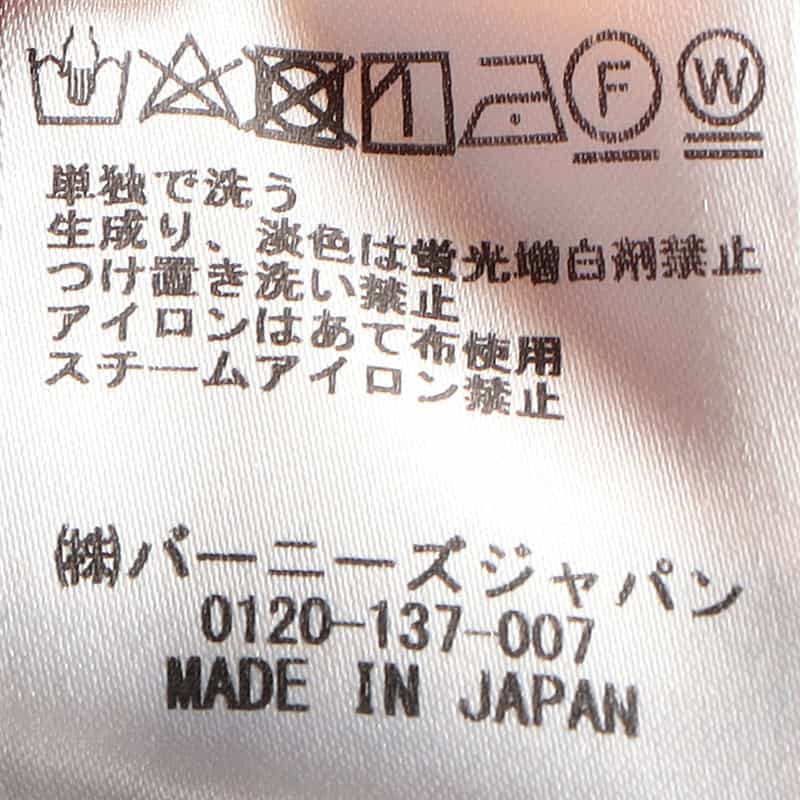 F W
単独で洗う
生成り、淡色は蛍光増白剤禁止
つけ置き洗い禁止
アイロンはあて布使用
スチームアイロン禁止
㈱バーニーズジャパン
0120-137-007
MADE IN JAPAN